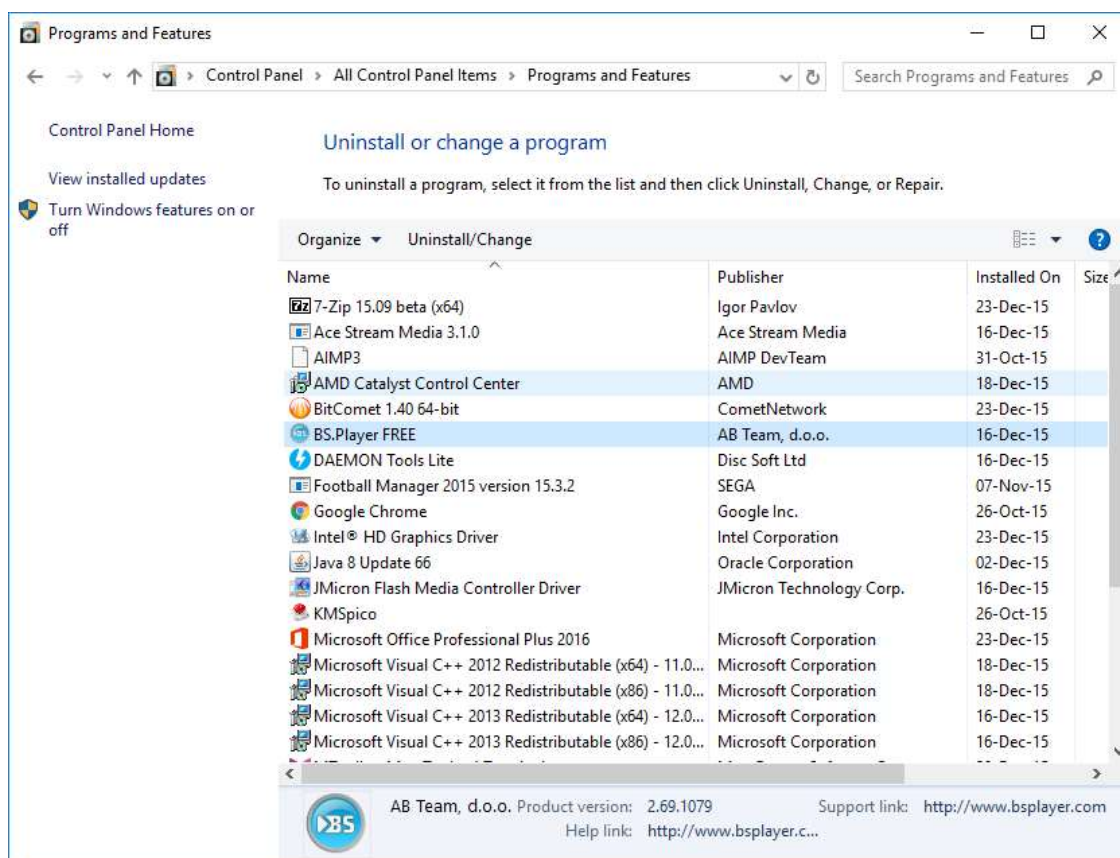 Programs and Features
Control Panel > All Control Panel Items > Programs and Features
Search Programs and Features
Control Panel Home
View installed updates
Turn Windows features on or
off
Uninstall or change a program
To uninstall a program, select it from the list and then click Uninstall, Change, or Repair.
Organize Uninstall/Change
Name Publisher Installed On Size
7z 7-Zip 15.09 beta (x64) Igor Pavlov 23-Dec-15
Ace Stream Media 3.1.0 Ace Stream Media 16-Dec-15
AIMP3 AIMP DevTeam 31-Oct-15
AMD Catalyst Control Center AMD 18-Dec-15
BitComet 1.40 64-bit CometNetwork 23-Dec-15
BS.Player FREE AB Team, d.o.o. 16-Dec-15
DAEMON Tools Lite Disc Soft Ltd 16-Dec-15
Football Manager 2015 version 15.3.2 SEGA 07-Nov-15
Google Chrome Google Inc. 26-Oct-15
Intel® HD Graphics Driver Intel Corporation 23-Dec-15
Java 8 Update 66 Oracle Corporation 02-Dec-15
JMicron Flash Media Controller Driver JMicron Technology Corp. 16-Dec-15
KMSpico 26-Oct-15
Microsoft Office Professional Plus 2016 Microsoft Corporation 23-Dec-15
Microsoft Visual C++ 2012 Redistributable (x64) - 11.0... Microsoft Corporation 18-Dec-15
Microsoft Visual C++ 2012 Redistributable (x86) - 11.0... Microsoft Corporation 18-Dec-15
Microsoft Visual C++ 2013 Redistributable (x64) - 12.0... Microsoft Corporation 16-Dec-15
Microsoft Visual C++ 2013 Redistributable (x86) - 12.0... Microsoft Corporation 16-Dec-15
BS AB Team, d.o.o. Product version: 2.69.1079 Support link: http://www.bsplayer.com
Help link: http://www.bsplayer.c...